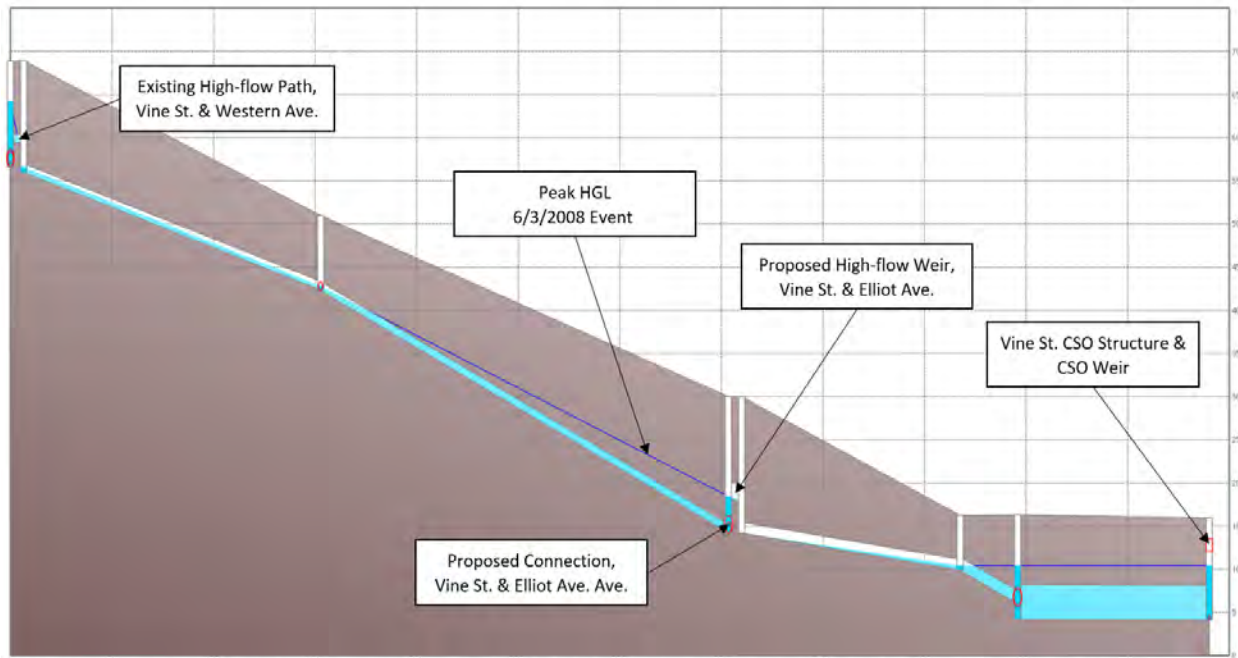 Existing High-flow Path,
Vine St. & Western Ave.
Peak HGL
6/3/2008 Event
Proposed High-flow Weir,
Vine St. & Elliot Ave.
Vine St. CSO Structure &
CSO Weir
Proposed Connection,
Vine St. & Elliot Ave. Ave.